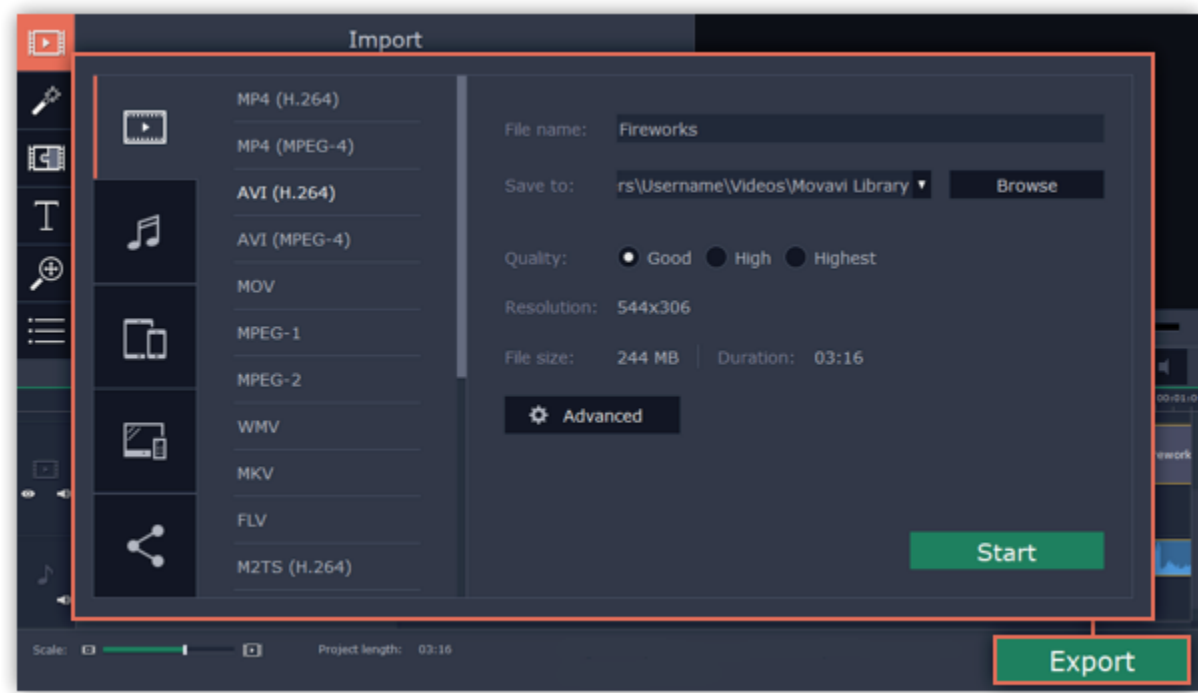 Import
MP4 (H.264)
MP4 (MPEG-4)
AVI (H.264)
AVI (MPEG-4)
MOV
MPEG-1
MPEG-2
WMV
MKV
FLV
M2TS (H.264)
File name: Fireworks
Save to: rs\Username\Videos\Movavi Library Browse
Quality: Good High Highest
Resolution: 544x306
File size: 244 MB Duration: 03:16
Advanced
Start
T
Scale: Project length: 03:16
Export